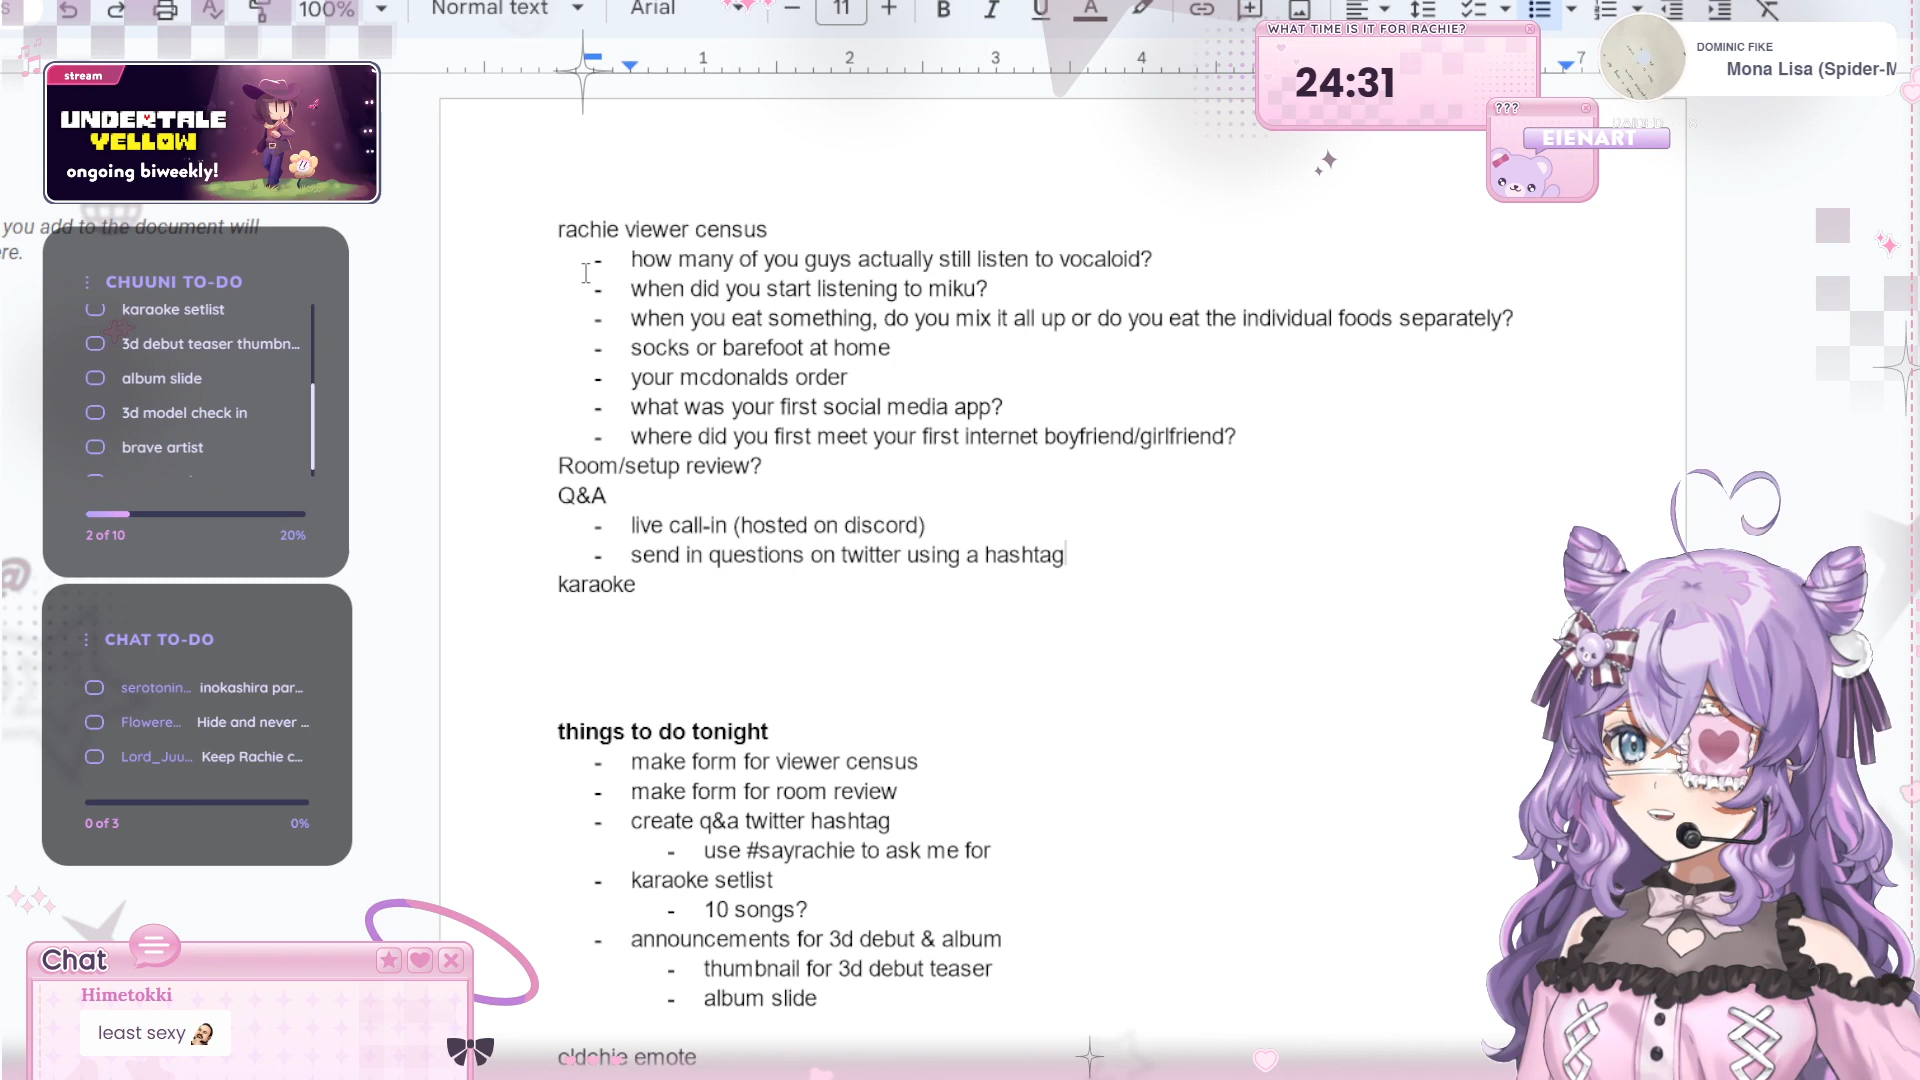 100%
Normal text
Arial
11
B
I
U
A
1
2
3
4
7
WHAT TIME IS IT FOR RACHIE?
24:31
DOMINIC FIKE
Mona Lisa (Spider-M
???
EIENART
stream
UNDERTALE
YELLOW
ongoing biweekly!
you add to the document will
re.
CHUUNI TO-DO
karaoke setlist
3d debut teaser thumbn...
album slide
3d model check in
brave artist
2 of 10
20%
CHAT TO-DO
serotonin... inokashira par...
Flowere... Hide and never ...
Lord_Juu... Keep Rachie c...
0 of 3
0%
rachie viewer census
- how many of you guys actually still listen to vocaloid?
- when did you start listening to miku?
- when you eat something, do you mix it all up or do you eat the individual foods separately?
- socks or barefoot at home
- your mcdonalds order
- what was your first social media app?
- where did you first meet your first internet boyfriend/girlfriend?
Room/setup review?
Q&A
- live call-in (hosted on discord)
- send in questions on twitter using a hashtag
karaoke
things to do tonight
- make form for viewer census
- make form for room review
- create q&a twitter hashtag
- use #sayrachie to ask me for
- karaoke setlist
- 10 songs?
- announcements for 3d debut & album
- thumbnail for 3d debut teaser
- album slide
oldchie emote
Chat
Himetokki
least sexy